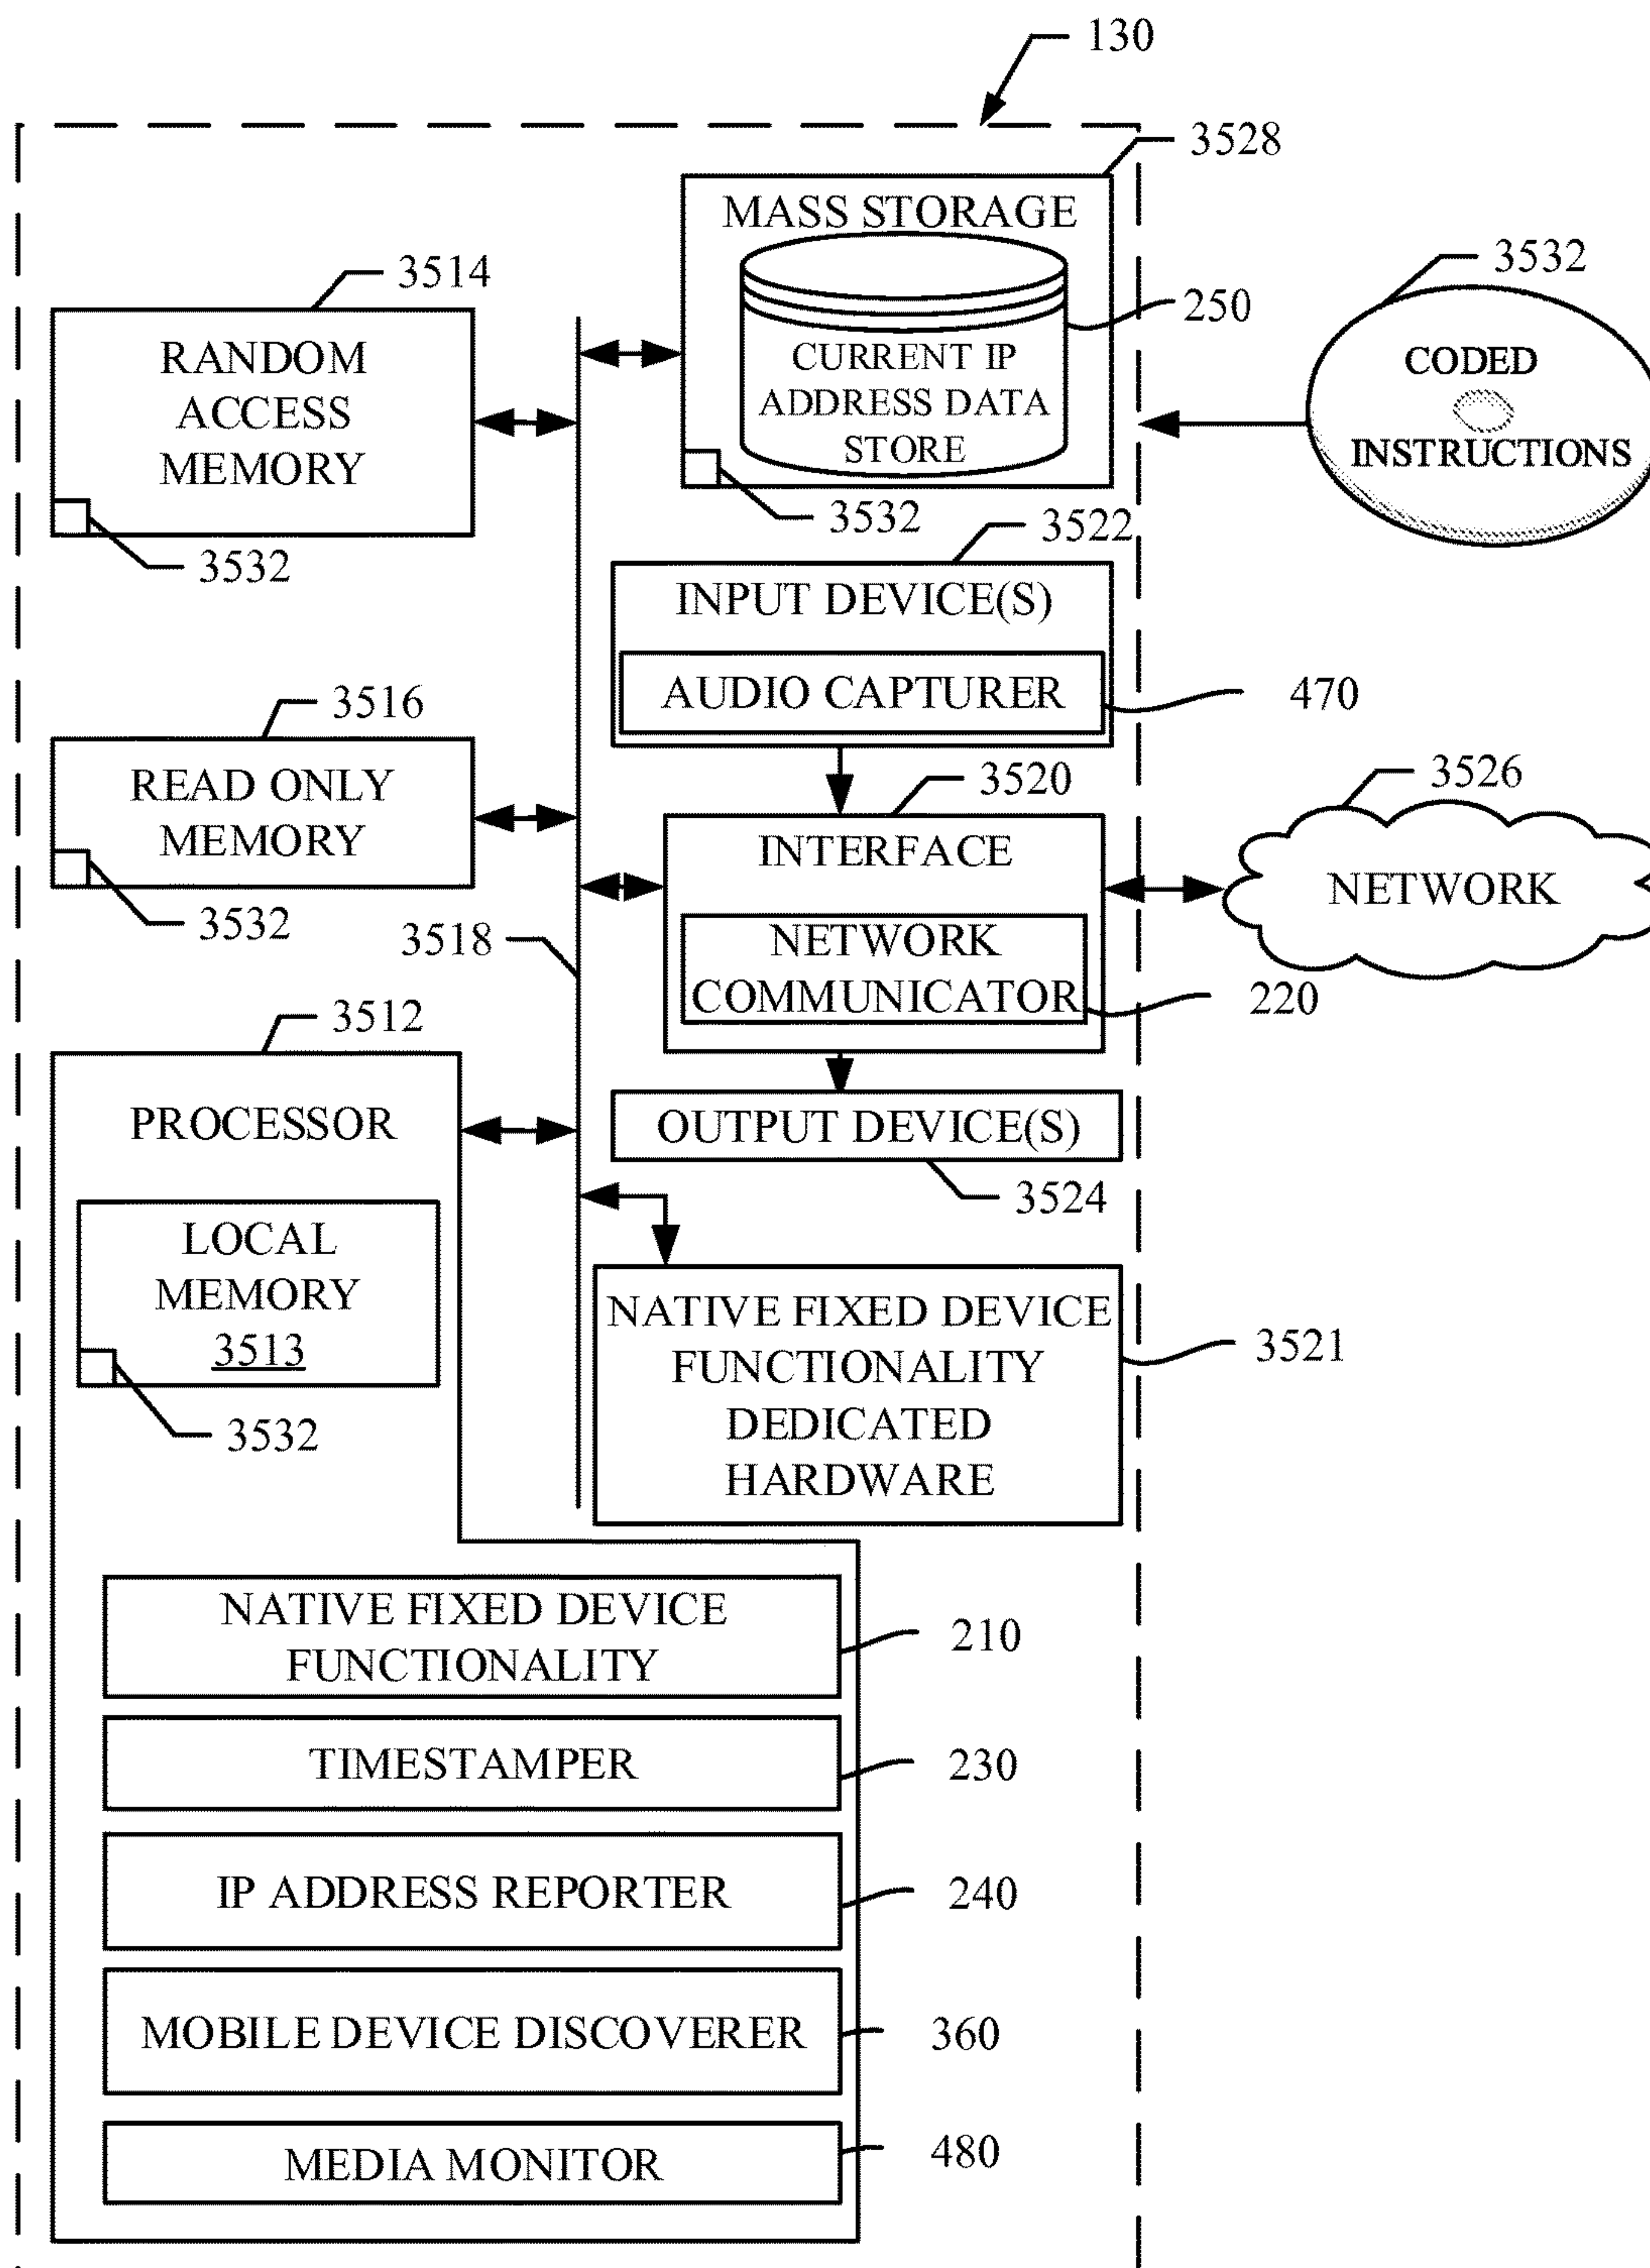 130
3528
MASS STORAGE
3514
3532
250
RANDOM
ACCESS
MEMORY
CURRENT IP
ADDRESS DATA
STORE
CODED
INSTRUCTIONS
3532
3532
3522
INPUT DEVICE(S)
AUDIO CAPTURER
470
3516
READ ONLY
MEMORY
3532
3520
INTERFACE
3526
NETWORK
NETWORK
COMMUNICATOR
220
3518
3512
PROCESSOR
OUTPUT DEVICE(S)
3524
LOCAL
MEMORY
3513
3532
NATIVE FIXED DEVICE
FUNCTIONALITY
DEDICATED
HARDWARE
3521
NATIVE FIXED DEVICE
FUNCTIONALITY
210
TIMESTAMPER
230
IP ADDRESS REPORTER
240
MOBILE DEVICE DISCOVERER
360
MEDIA MONITOR
480